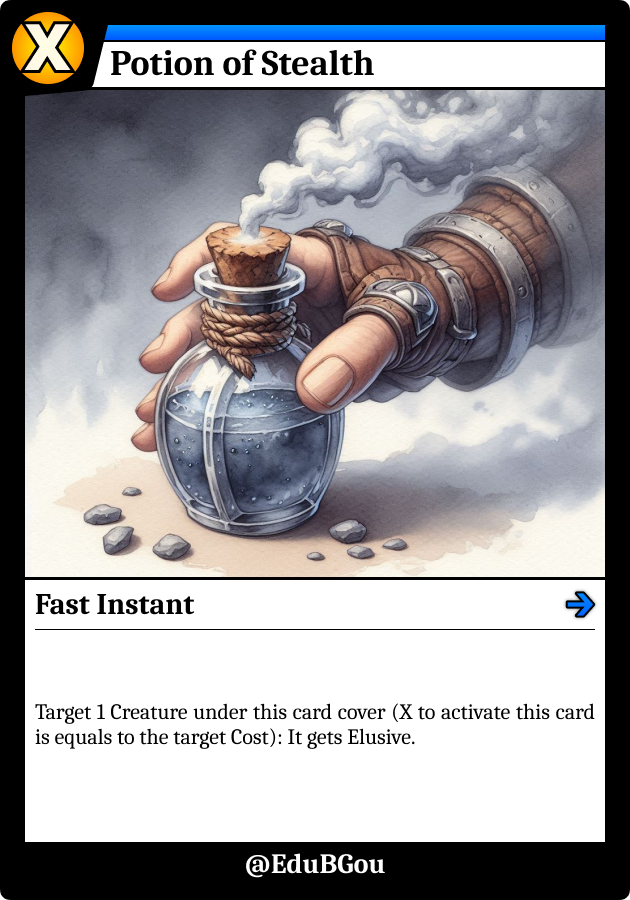 X
Potion of Stealth
Fast Instant
Target 1 Creature under this card cover (X to activate this card
is equals to the target Cost): It gets Elusive.
@EduBGou